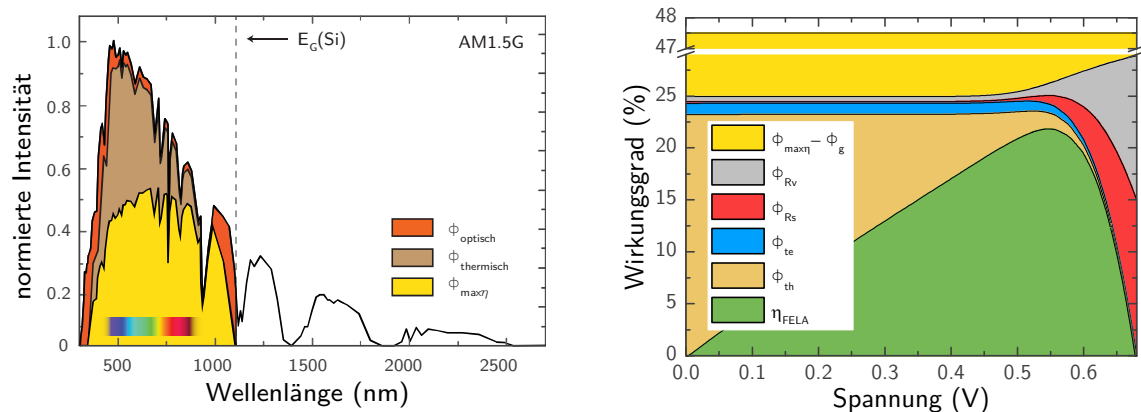 normierte Intensität
1.0
0.8
0.6
0.4
0.2
0
E_G(Si)
AM1.5G
Φ_optisch
Φ_thermisch
Φ_maxη
500
1000
1500
2000
2500
Wellenlänge (nm)
Wirkungsgrad (%)
48
47
25
20
15
10
5
0
Φ_maxη – Φ_g
Φ_Rv
Φ_Rs
Φ_te
Φ_th
η_FELA
0.0
0.1
0.2
0.3
0.4
0.5
0.6
Spannung (V)